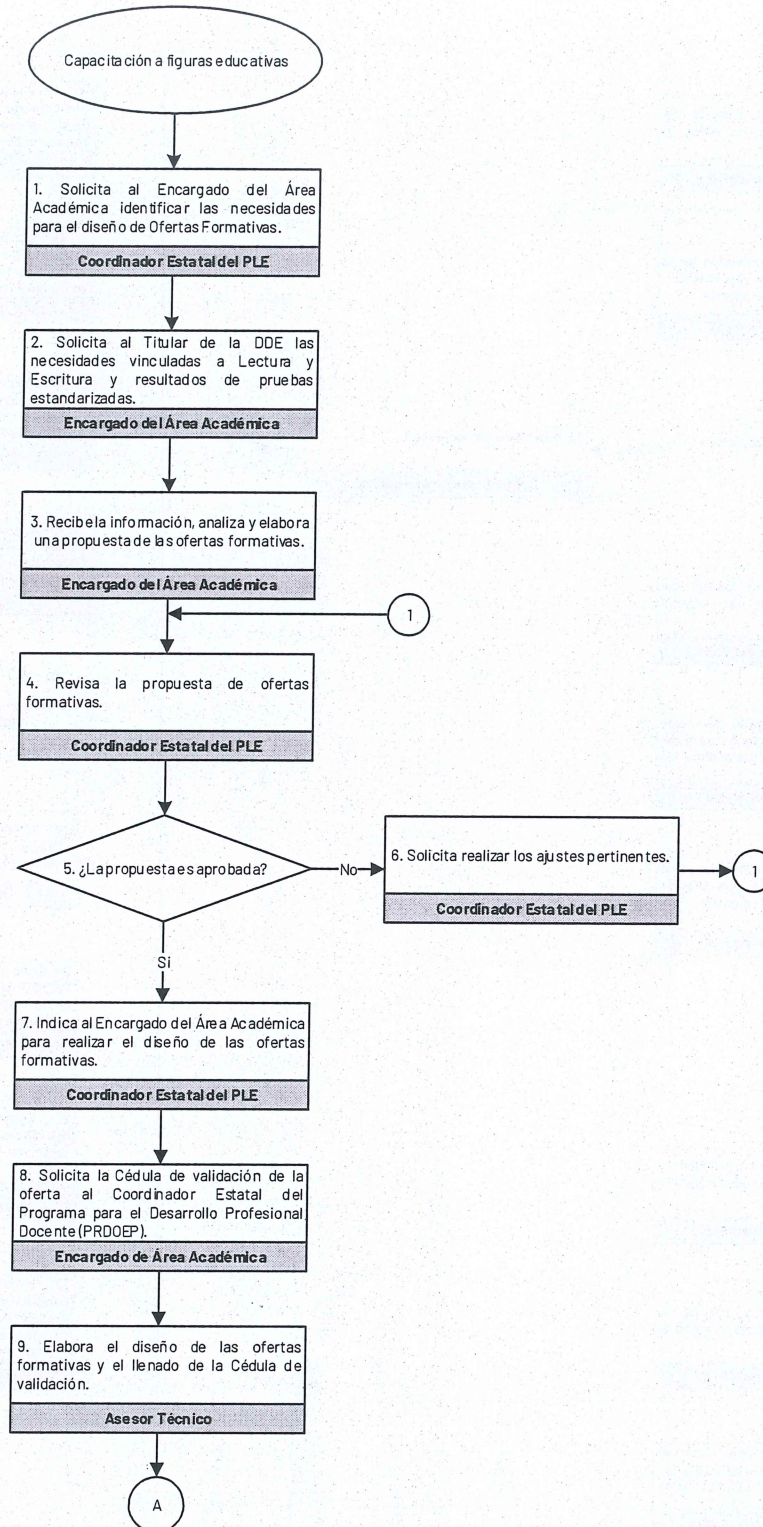 Capacitación a figuras educativas
1. Solicita al Encargado del Área
Académica identificar las necesidades
para el diseño de Ofertas Formativas.
Coordinador Estatal del PLE
2. Solicita al Titular de la DDE las
necesidades vinculadas a Lectura y
Escritura y resultados de pruebas
estandarizadas.
Encargado del Área Académica
3. Recibe la información, analiza y elabora
una propuesta de las ofertas formativas.
Encargado del Área Académica
1
4. Revisa la propuesta de ofertas
formativas.
Coordinador Estatal del PLE
5. ¿La propuesta es aprobada?
No
6. Solicita realizar los ajustes pertinentes.
Coordinador Estatal del PLE
1
Si
7. Indica al Encargado del Área Académica
para realizar el diseño de las ofertas
formativas.
Coordinador Estatal del PLE
8. Solicita la Cédula de validación de la
oferta al Coordinador Estatal del
Programa para el Desarrollo Profesional
Docente (PRDOEP).
Encargado de Área Académica
9. Elabora el diseño de las ofertas
formativas y el llenado de la Cédula de
validación.
Asesor Técnico
A